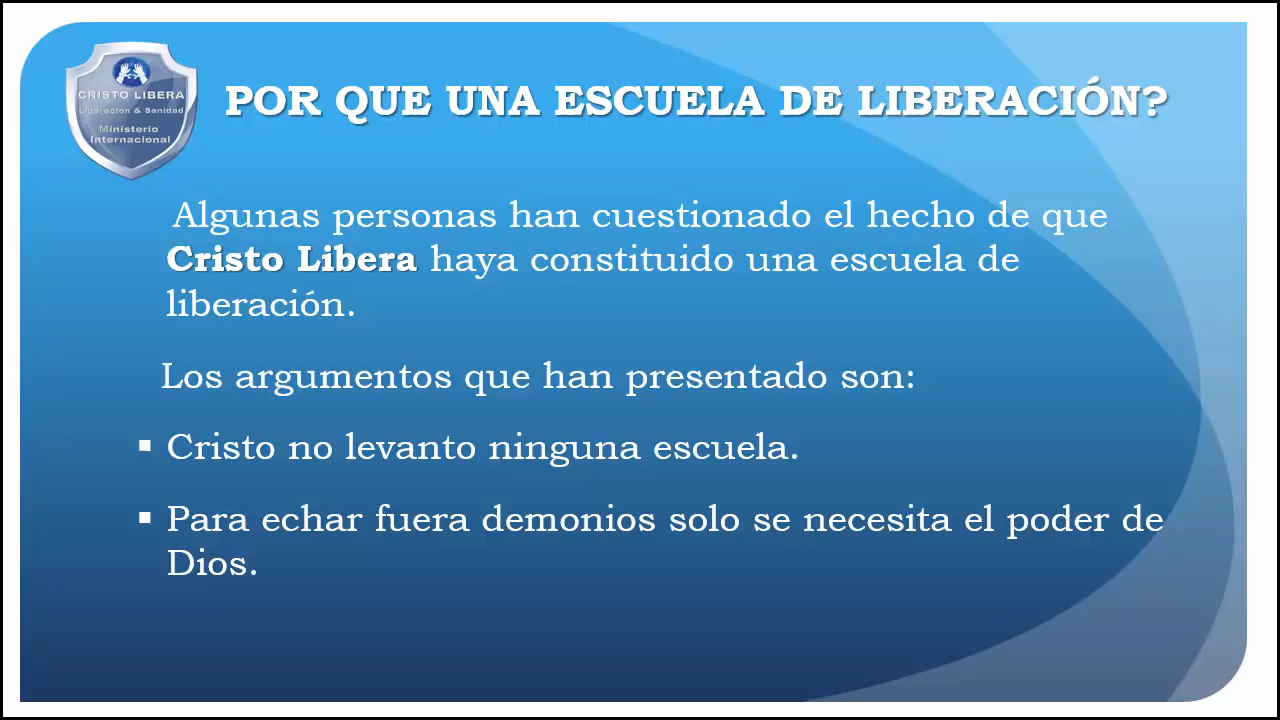 CRISTO LIBERA
Liberación & Sanidad
Ministerio
Internacional
POR QUE UNA ESCUELA DE LIBERACIÓN?
Algunas personas han cuestionado el hecho de que
Cristo Libera haya constituido una escuela de
liberación.
Los argumentos que han presentado son:
▪ Cristo no levanto ninguna escuela.
▪ Para echar fuera demonios solo se necesita el poder de
Dios.